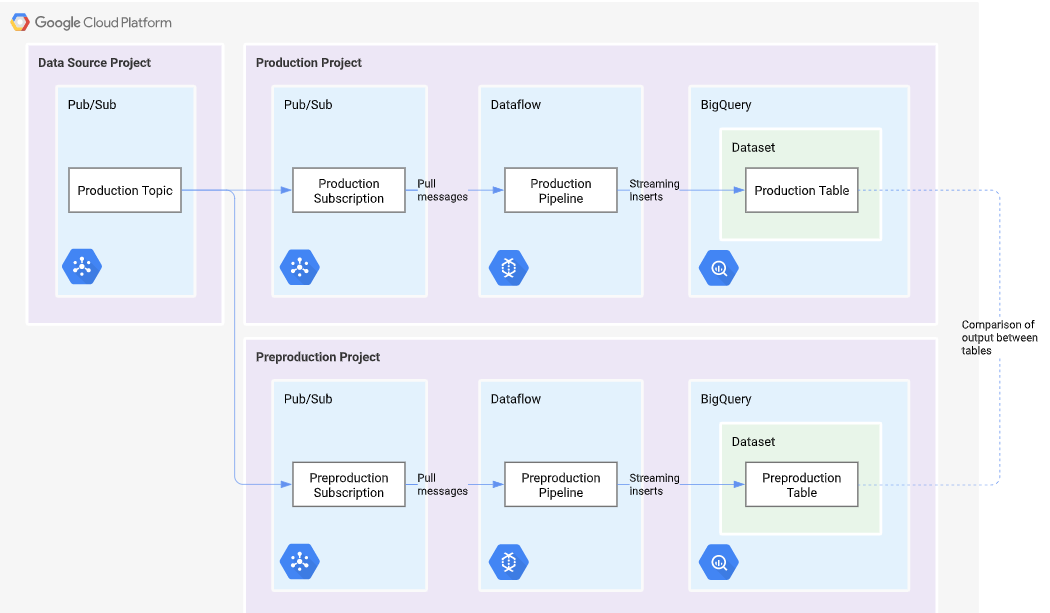 Google Cloud Platform
Data Source Project
Pub/Sub
Production Topic
Production Project
Pub/Sub
Production
Subscription
Pull
messages
Dataflow
Production
Pipeline
Streaming
inserts
BigQuery
Dataset
Production Table
Comparison of
output between
tables
Preproduction Project
Pub/Sub
Preproduction
Subscription
Pull
messages
Dataflow
Preproduction
Pipeline
Streaming
inserts
BigQuery
Dataset
Preproduction
Table